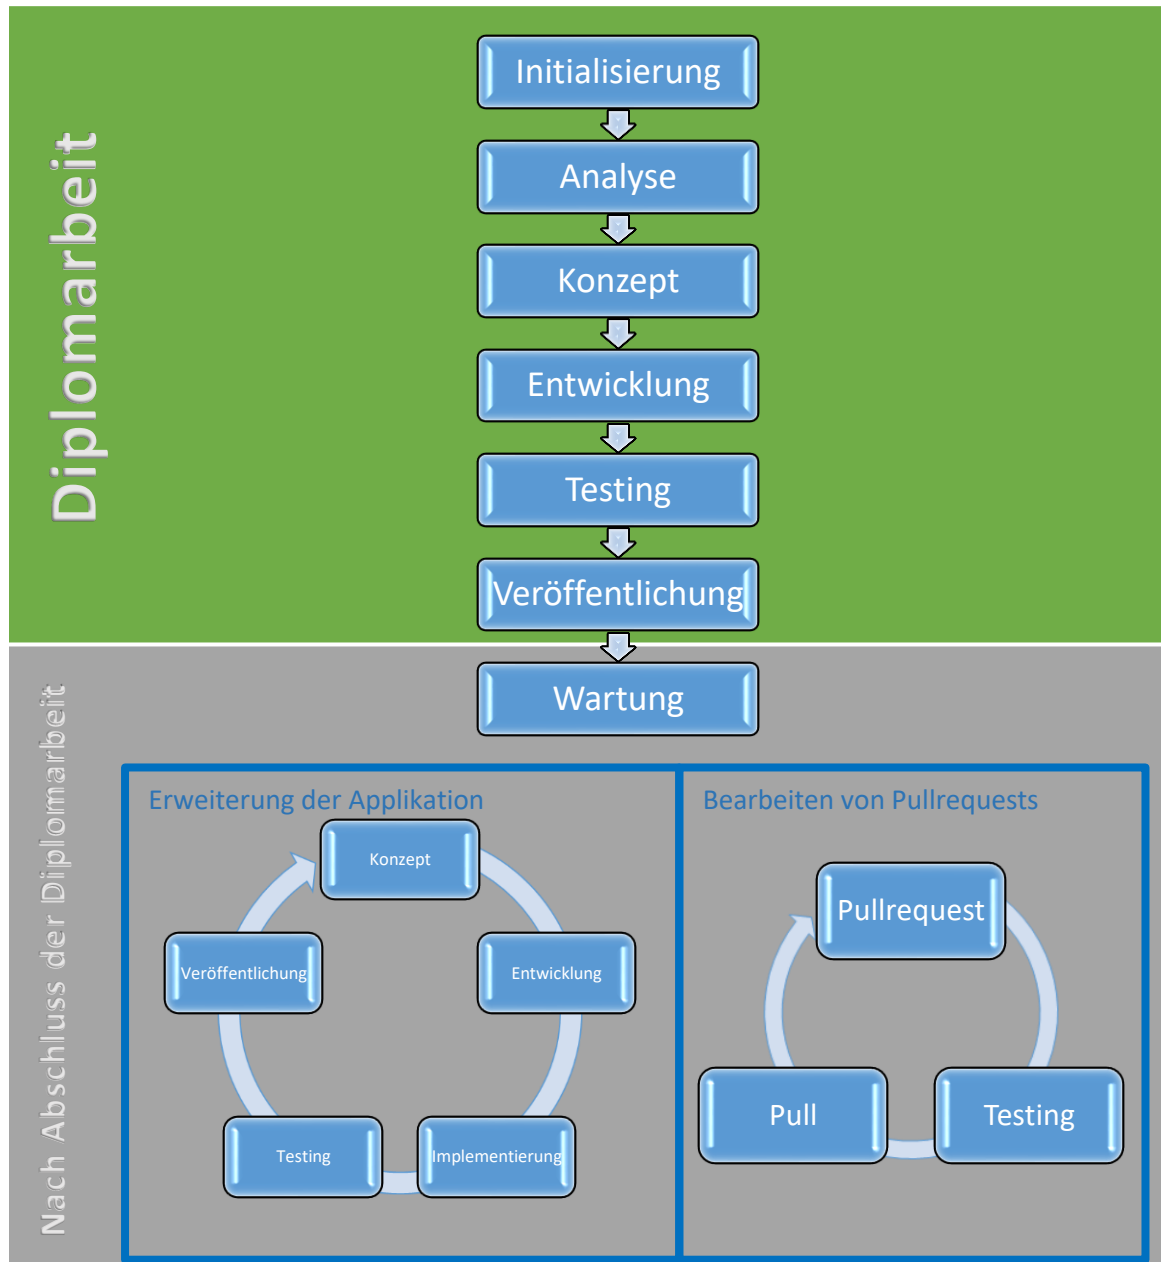 Diplomarbeit
Initialisierung
Analyse
Konzept
Entwicklung
Testing
Veröffentlichung
Nach Abschluss der Diplomarbeit
Wartung
Erweiterung der Applikation
Konzept
Entwicklung
Implementierung
Testing
Veröffentlichung
Bearbeiten von Pullrequests
Pullrequest
Testing
Pull